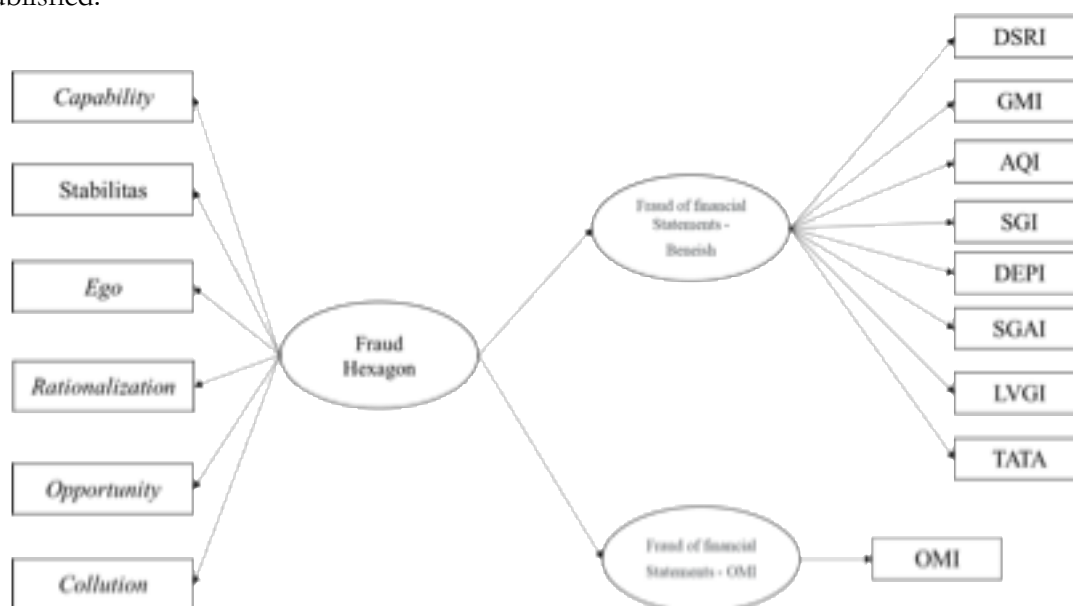 ublished.
Capability
Stabilitas
Ego
Rationalization
Opportunity
Collution
Fraud
Hexagon
Fraud of financial
Statements -
Beneish
Fraud of financial
Statements - OMI
DSRI
GMI
AQI
SGI
DEPI
SGAI
LVGI
TATA
OMI